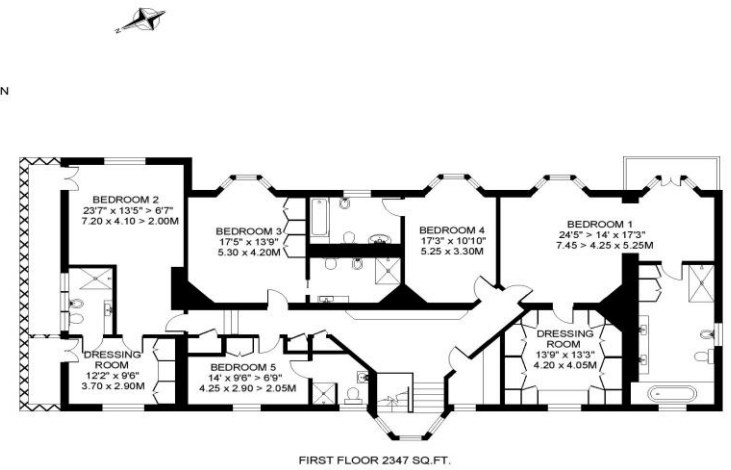 N
N
BEDROOM 2
23'7" x 13'5" > 6'7"
7.20 x 4.10 > 2.00M
BEDROOM 3
17'5" x 13'9"
5.30 x 4.20M
BEDROOM 4
17'3" x 10'10"
5.25 x 3.30M
BEDROOM 1
24'5" > 14' x 17'3"
7.45 > 4.25 x 5.25M
DRESSING
ROOM
12'2" x 9'6"
3.70 x 2.90M
BEDROOM 5
14' x 9'6" > 6'9"
4.25 x 2.90 > 2.05M
DRESSING
ROOM
13'9" x 13'3"
4.20 x 4.05M
FIRST FLOOR 2347 SQ.FT.